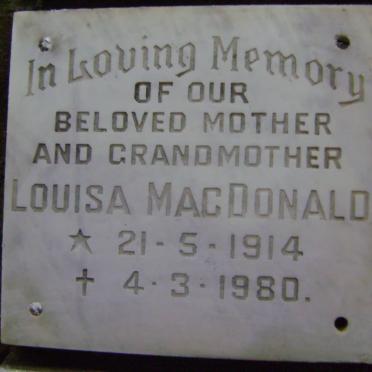 In Loving Memory
OF OUR
BELOVED MOTHER
AND GRANDMOTHER
LOUISA MACDONALD
☆ 21-5-1914
† 4·3·1980.